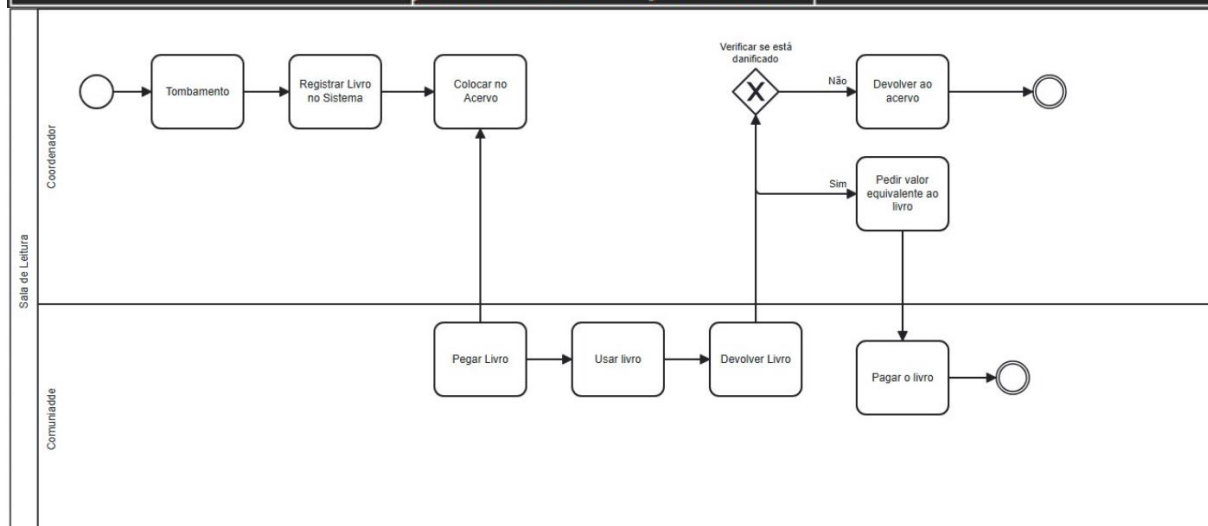 Sala de Leitura
Coordenador
Tombamento
Registrar Livro
no Sistema
Colocar no
Acervo
Verificar se está
danificado
X
Não
Devolver ao
acervo
Sim
Pedir valor
equivalente ao
livro
Comuniadde
Pegar Livro
Usar livro
Devolver Livro
Pagar o livro